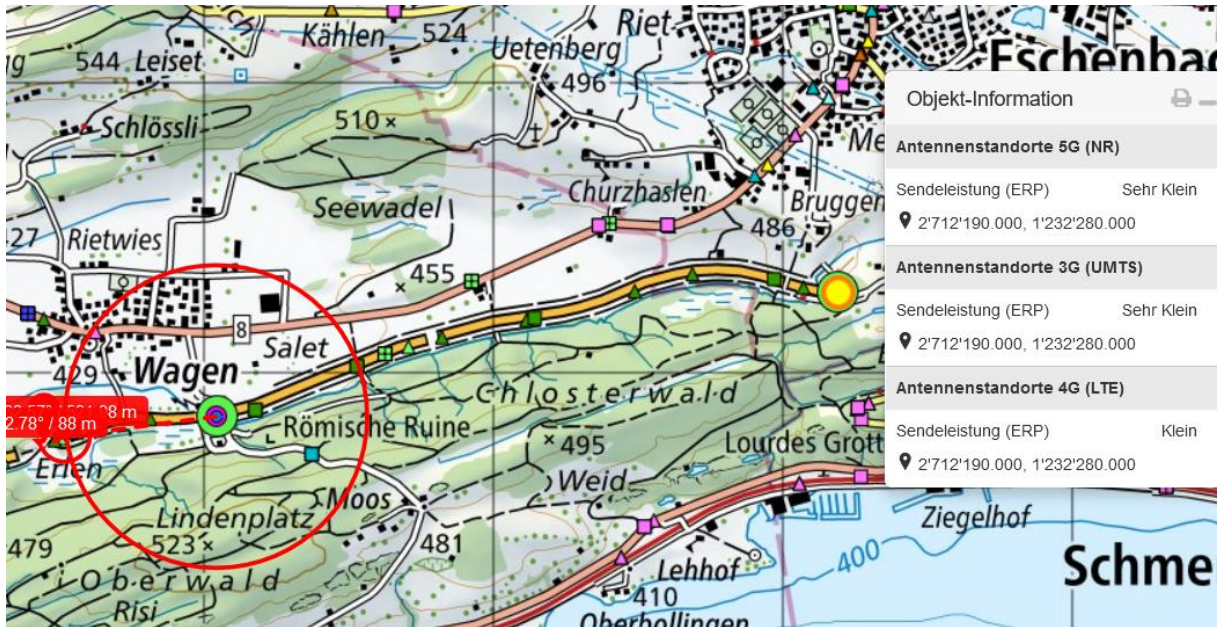 Kählen
524
Riet
Uetenberg
544 Leiset
496
Eschenbac
510
Schlössli
Me
Churzhaslen
Seewadel
Bruggen
486
27
Rietwies
455
8
Salet
429
Wagen
Chlosterwald
2.78° / 88 m
Römische Ruine
495
Lourdes Grott
Erlen
Weid
Moos
Lindenplatz
Ziegelhof
523
479
481
400
Schme
Oberwald
Lehhof
410
Risi
Oberbollingen
Objekt-Information
Antennenstandorte 5G (NR)
Sendeleistung (ERP) Sehr Klein
2'712'190.000, 1'232'280.000
Antennenstandorte 3G (UMTS)
Sendeleistung (ERP) Sehr Klein
2'712'190.000, 1'232'280.000
Antennenstandorte 4G (LTE)
Sendeleistung (ERP) Klein
2'712'190.000, 1'232'280.000